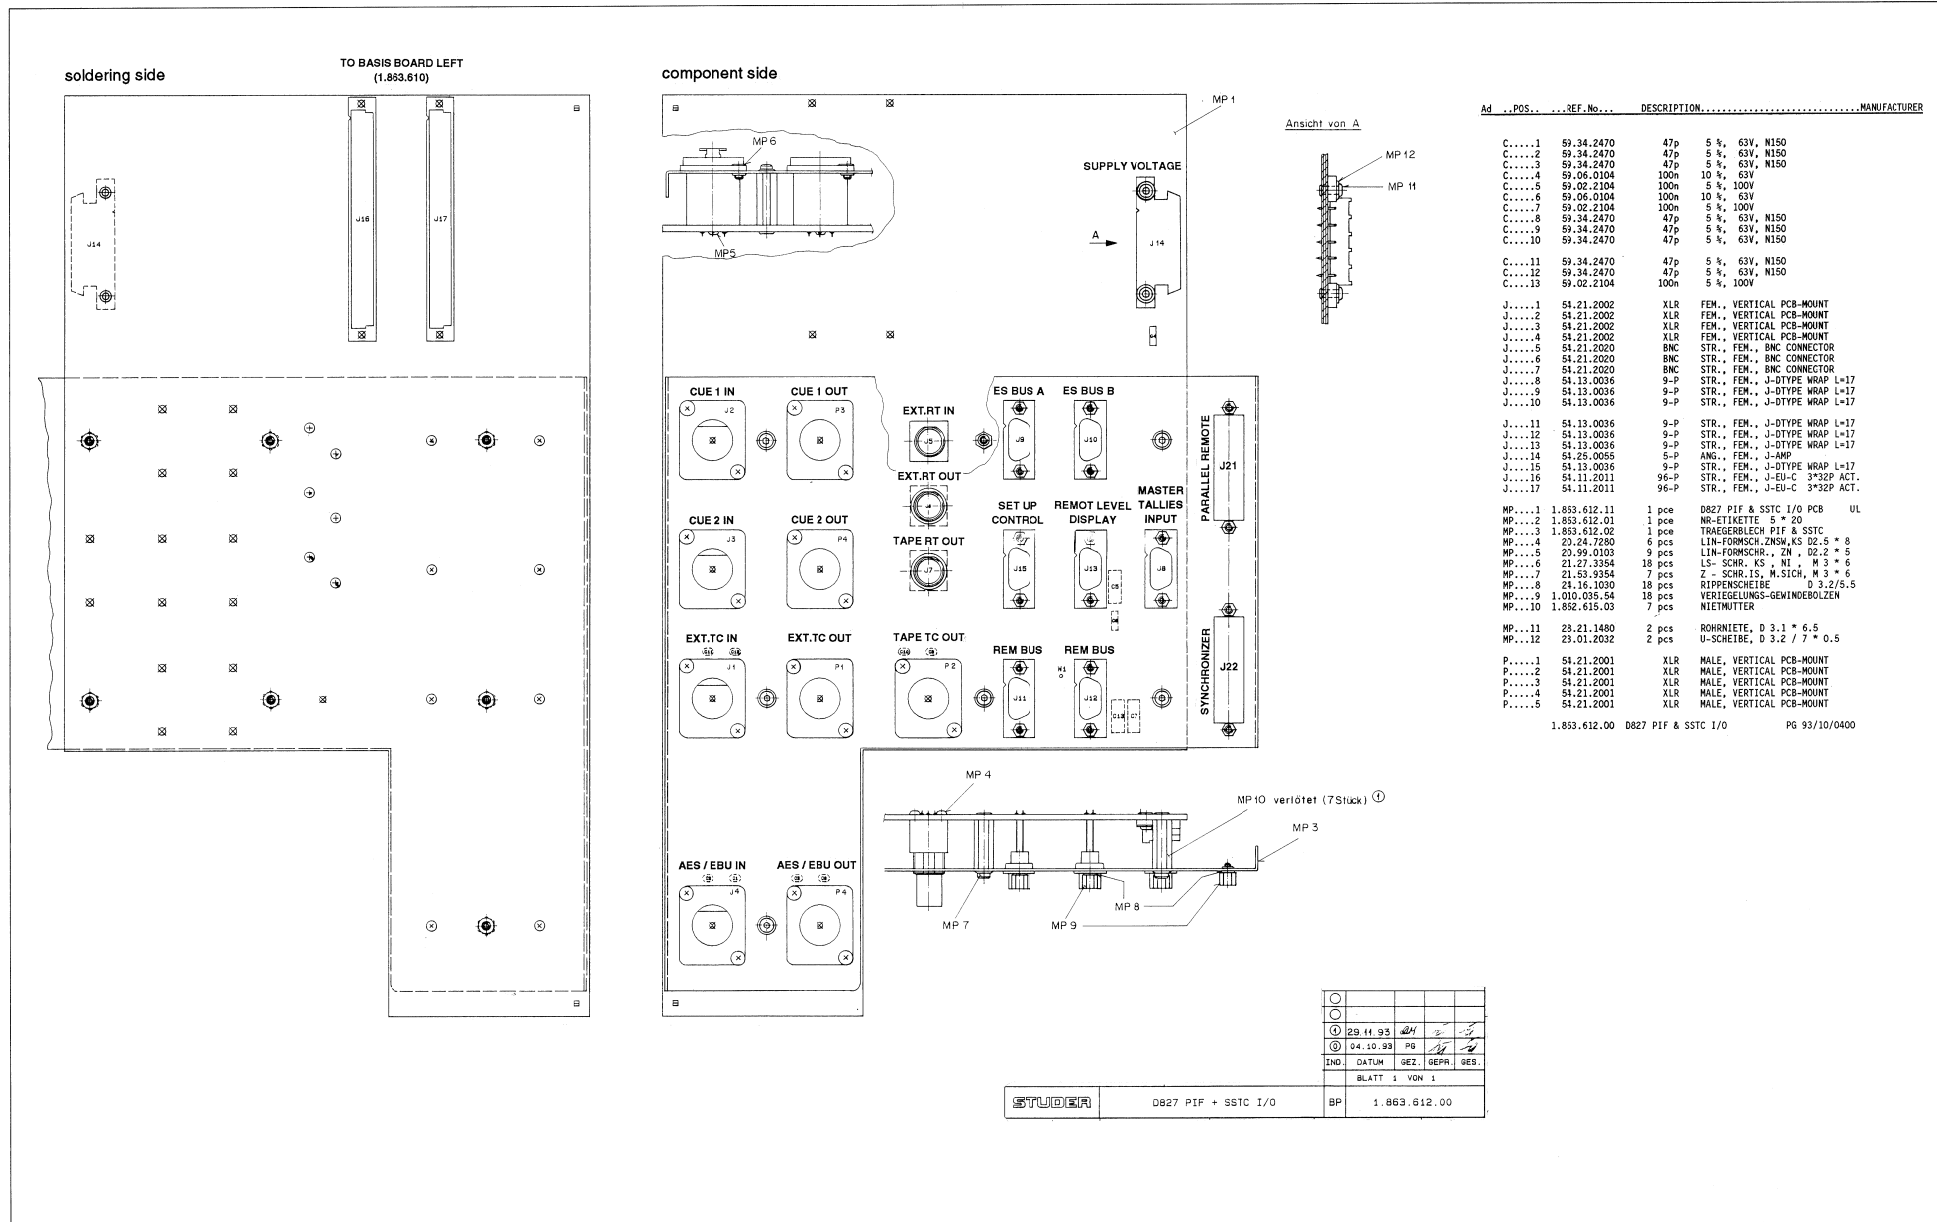 soldering side
TO BASIS BOARD LEFT
(1.863.610)
J14
J16
J17
component side
MP 1
MP 6
MP5
SUPPLY VOLTAGE
A
J 14
Ansicht von A
MP 12
MP 11
CUE 1 IN
CUE 1 OUT
ES BUS A
ES BUS B
J2
P3
EXT.RT IN
J5
J9
J10
PARALLEL REMOTE
J21
EXT.RT OUT
CUE 2 IN
CUE 2 OUT
SET UP
CONTROL
REMOT LEVEL
DISPLAY
MASTER
TALLIES
INPUT
J3
P4
TAPE RT OUT
J7
J15
J13
J8
C5
EXT.TC IN
EXT.TC OUT
TAPE TC OUT
REM BUS
REM BUS
J1
P1
P2
J11
W1
J12
C13
C7
SYNCHRONIZER
J22
MP 4
MP10 verlötet (7Stück) 1
MP 3
MP 7
MP 9
MP 8
AES / EBU IN
AES / EBU OUT
J4
P4
Ad ..POS.. ...REF.No... DESCRIPTION.............................MANUFACTURER
C.....1 59.34.2470 47p 5 %, 63V, N150
C.....2 59.34.2470 47p 5 %, 63V, N150
C.....3 59.34.2470 47p 5 %, 63V, N150
C.....4 59.06.0104 100n 10 %, 63V
C.....5 59.02.2104 100n 5 %, 100V
C.....6 59.06.0104 100n 10 %, 63V
C.....7 59.02.2104 100n 5 %, 100V
C.....8 59.34.2470 47p 5 %, 63V, N150
C.....9 59.34.2470 47p 5 %, 63V, N150
C....10 59.34.2470 47p 5 %, 63V, N150
C....11 59.34.2470 47p 5 %, 63V, N150
C....12 59.34.2470 47p 5 %, 63V, N150
C....13 59.02.2104 100n 5 %, 100V
J.....1 54.21.2002 XLR FEM., VERTICAL PCB-MOUNT
J.....2 54.21.2002 XLR FEM., VERTICAL PCB-MOUNT
J.....3 54.21.2002 XLR FEM., VERTICAL PCB-MOUNT
J.....4 54.21.2002 XLR FEM., VERTICAL PCB-MOUNT
J.....5 54.21.2020 BNC STR., FEM., BNC CONNECTOR
J.....6 54.21.2020 BNC STR., FEM., BNC CONNECTOR
J.....7 54.21.2020 BNC STR., FEM., BNC CONNECTOR
J.....8 54.13.0036 9-P STR., FEM., J-DTYPE WRAP L=17
J.....9 54.13.0036 9-P STR., FEM., J-DTYPE WRAP L=17
J....10 54.13.0036 9-P STR., FEM., J-DTYPE WRAP L=17
J....11 54.13.0036 9-P STR., FEM., J-DTYPE WRAP L=17
J....12 54.13.0036 9-P STR., FEM., J-DTYPE WRAP L=17
J....13 54.13.0036 9-P STR., FEM., J-DTYPE WRAP L=17
J....14 54.25.0055 5-P ANG., FEM., J-AMP
J....15 54.13.0036 9-P STR., FEM., J-DTYPE WRAP L=17
J....16 54.11.2011 96-P STR., FEM., J-EU-C 3*32P ACT.
J....17 54.11.2011 96-P STR., FEM., J-EU-C 3*32P ACT.
MP....1 1.863.612.11 1 pce D827 PIF & SSTC I/O PCB UL
MP....2 1.863.612.01 1 pce NR-ETIKETTE 5 * 20
MP....3 1.863.612.02 1 pce TRAEGERBLECH PIF & SSTC
MP....4 20.24.7280 6 pcs LIN-FORMSCH.ZNSW,KS D2.5 * 8
MP....5 20.99.0103 9 pcs LIN-FORMSCHR., ZN , D2.2 * 5
MP....6 21.27.3354 18 pcs LS- SCHR. KS , NI , M 3 * 6
MP....7 21.53.9354 7 pcs Z - SCHR.IS, M.SICH, M 3 * 6
MP....8 24.16.1030 18 pcs RIPPENSCHEIBE D 3.2/5.5
MP....9 1.010.035.54 18 pcs VERIEGELUNGS-GEWINDEBOLZEN
MP...10 1.862.615.03 7 pcs NIETMUTTER
MP...11 28.21.1480 2 pcs ROHRNIETE, D 3.1 * 6.5
MP...12 23.01.2032 2 pcs U-SCHEIBE, D 3.2 / 7 * 0.5
P.....1 54.21.2001 XLR MALE, VERTICAL PCB-MOUNT
P.....2 54.21.2001 XLR MALE, VERTICAL PCB-MOUNT
P.....3 54.21.2001 XLR MALE, VERTICAL PCB-MOUNT
P.....4 54.21.2001 XLR MALE, VERTICAL PCB-MOUNT
P.....5 54.21.2001 XLR MALE, VERTICAL PCB-MOUNT
1.863.612.00 D827 PIF & SSTC I/O PG 93/10/0400
1 29.11.93
0 04.10.93 PG
IND. DATUM GEZ. GEPR. GES.
BLATT 1 VON 1
STUDER D827 PIF + SSTC I/O BP 1.863.612.00